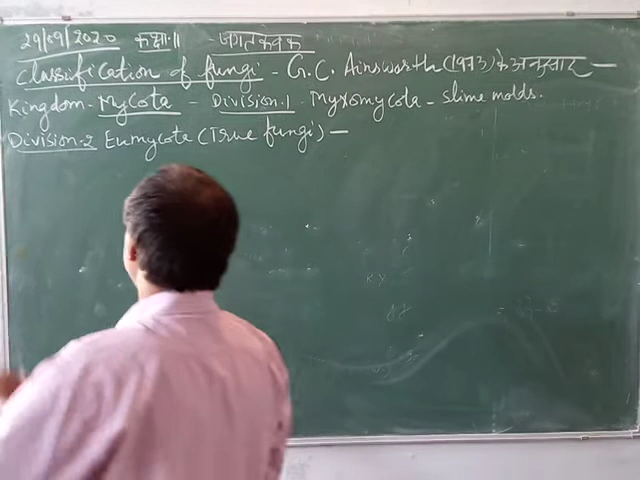 29/09/2020 कक्षा:11 - जगत कवक
Classification of fungi - G.C. Ainsworth (1973) के अनुसार -
Kingdom - Mycota - Division.1 - Myxomycota - Slime molds.
Division-2 Eumycota (True fungi) -